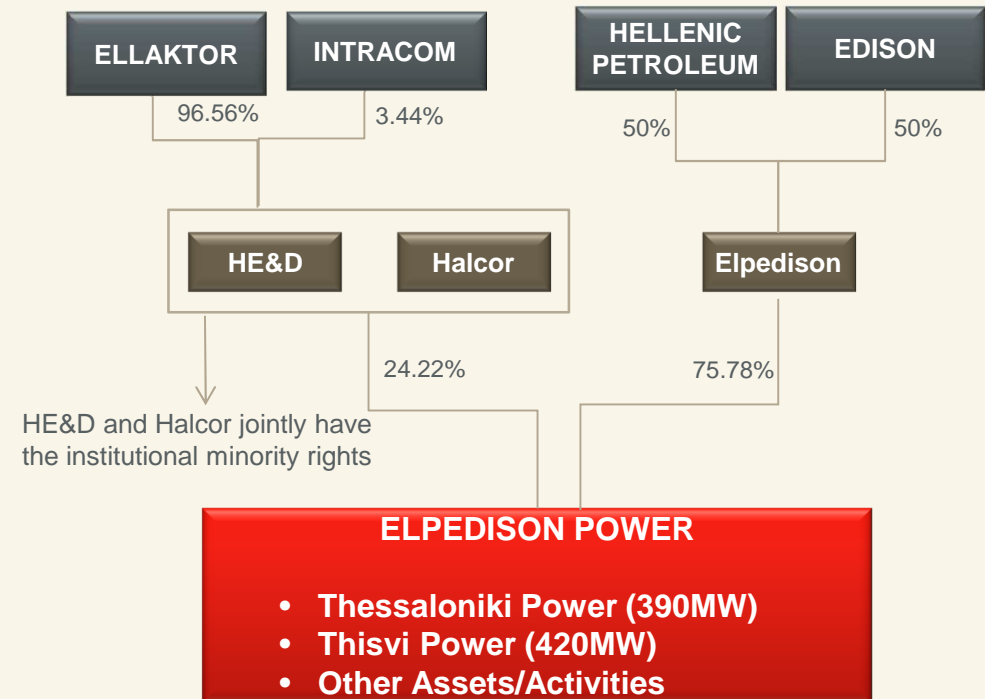 ELLAKTOR
INTRACOM
HELLENIC
PETROLEUM
EDISON
96.56%
3.44%
50%
50%
HE&D
Halcor
Elpedison
24.22%
75.78%
HE&D and Halcor jointly have
the institutional minority rights
ELPEDISON POWER
• Thessaloniki Power (390MW)
• Thisvi Power (420MW)
• Other Assets/Activities